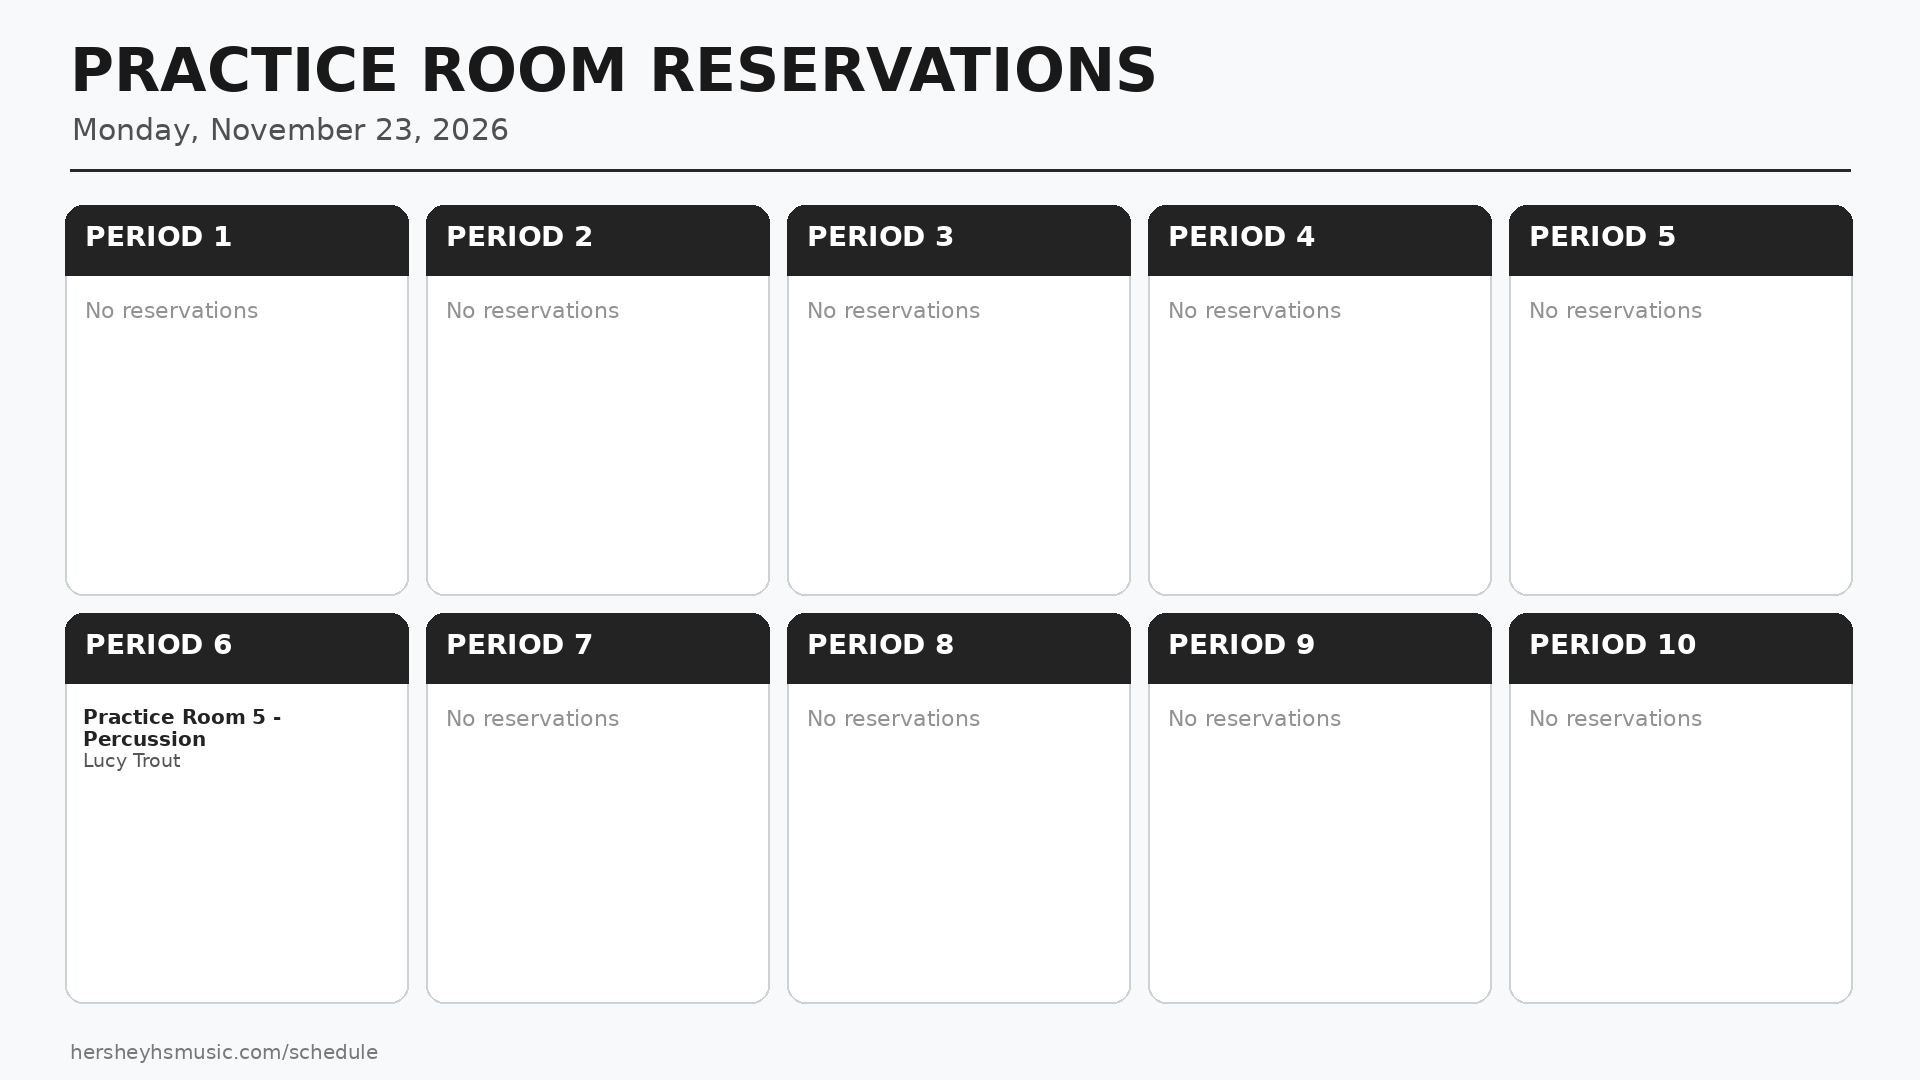 PRACTICE ROOM RESERVATIONS
Monday, November 23, 2026
PERIOD 1
No reservations
PERIOD 2
No reservations
PERIOD 3
No reservations
PERIOD 4
No reservations
PERIOD 5
No reservations
PERIOD 6
Practice Room 5 -
Percussion
Lucy Trout
PERIOD 7
No reservations
PERIOD 8
No reservations
PERIOD 9
No reservations
PERIOD 10
No reservations
hersheyhsmusic.com/schedule